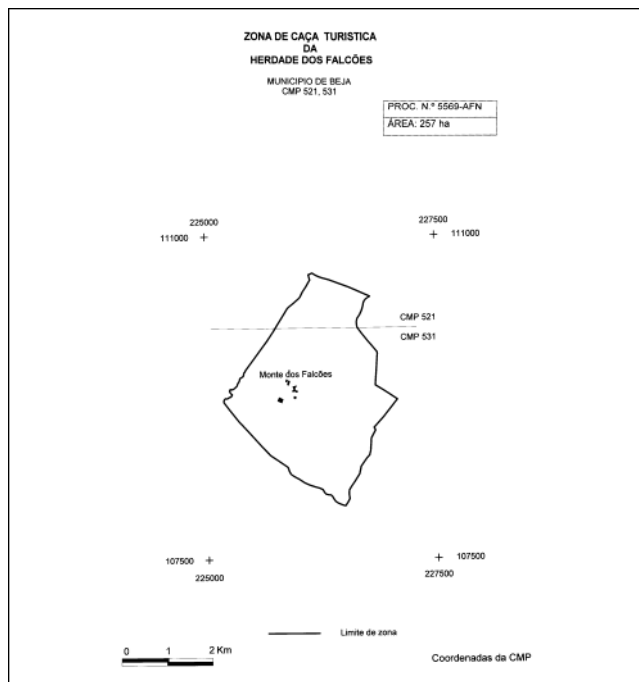 ZONA DE CAÇA TURISTICA
DA
HERDADE DOS FALCÕES
MUNICIPIO DE BEJA
CMP 521, 531
PROC. N.º 5569-AFN
ÁREA: 257 ha
225000
227500
111000
111000
CMP 521
CMP 531
Monte dos Falcões
107500
107500
225000
227500
Limite de zona
0 1 2 Km
Coordenadas da CMP